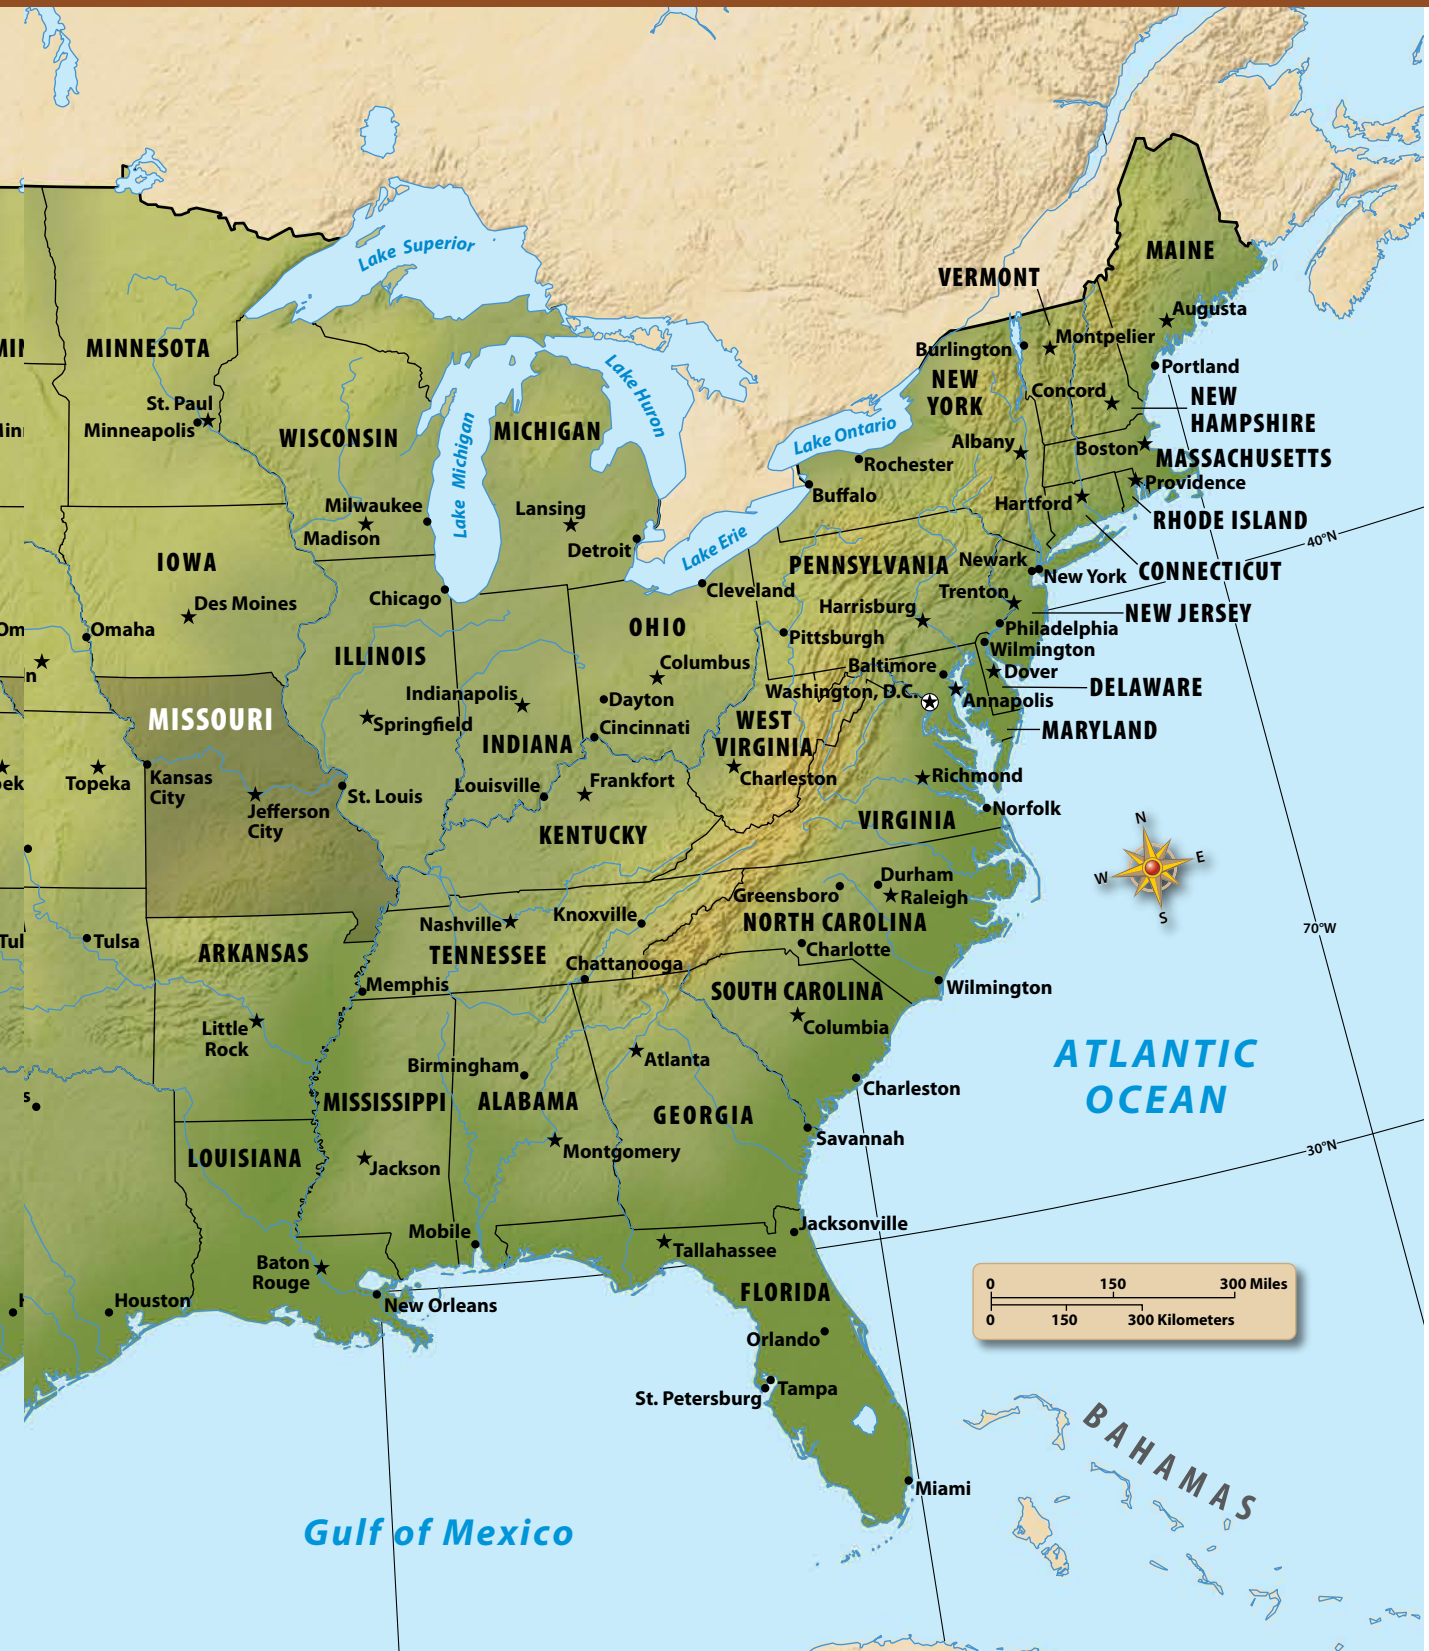 Lake Superior
MAINE
VERMONT
Augusta
Montpelier
Burlington
MINNESOTA
Lake Huron
Portland
NEW
YORK
Concord
NEW
HAMPSHIRE
St. Paul
Minneapolis
WISCONSIN
Lake Michigan
MICHIGAN
Lake Ontario
Albany
Boston
MASSACHUSETTS
Rochester
Providence
Buffalo
Hartford
Milwaukee
Madison
Lansing
RHODE ISLAND
Detroit
Lake Erie
40°N
IOWA
PENNSYLVANIA
Newark
New York
CONNECTICUT
Chicago
Cleveland
Trenton
Des Moines
Harrisburg
NEW JERSEY
Omaha
OHIO
Pittsburgh
Philadelphia
Wilmington
ILLINOIS
Columbus
Baltimore
Dover
Indianapolis
Dayton
Washington, D.C.
Annapolis
DELAWARE
MISSOURI
Springfield
INDIANA
Cincinnati
WEST
VIRGINIA
MARYLAND
Topeka
Kansas
City
Jefferson
City
St. Louis
Louisville
Frankfort
Charleston
Richmond
Norfolk
KENTUCKY
VIRGINIA
N
E
W
S
Durham
Greensboro
Raleigh
Nashville
Knoxville
NORTH CAROLINA
70°W
Tul
Tulsa
ARKANSAS
TENNESSEE
Charlotte
Chattanooga
Memphis
SOUTH CAROLINA
Wilmington
Little
Rock
Columbia
Atlanta
ATLANTIC
OCEAN
Birmingham
Charleston
MISSISSIPPI
ALABAMA
GEORGIA
Savannah
LOUISIANA
Jackson
Montgomery
30°N
Mobile
Jacksonville
Baton
Rouge
Tallahassee
Houston
New Orleans
FLORIDA
0 150 300 Miles
0 150 300 Kilometers
Orlando
Tampa
St. Petersburg
BAHAMAS
Miami
Gulf of Mexico